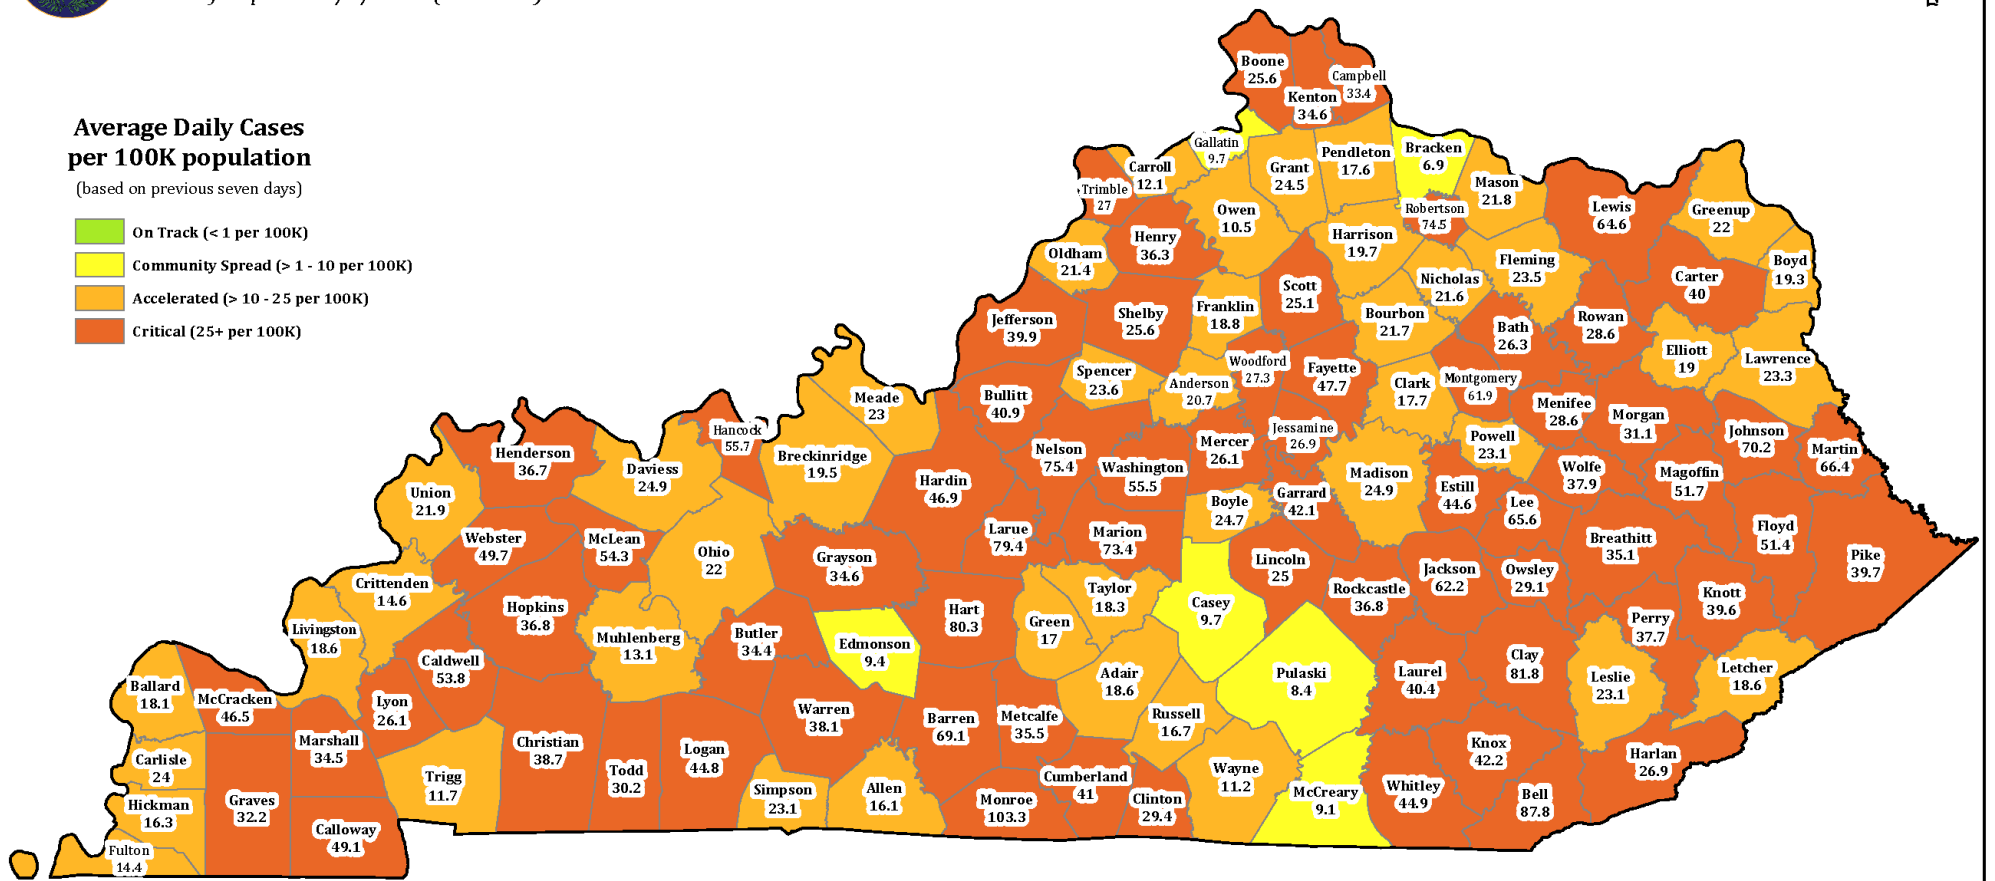 Average Daily Cases
per 100K population
(based on previous seven days)
On Track (< 1 per 100K)
Community Spread (> 1 - 10 per 100K)
Accelerated (> 10 - 25 per 100K)
Critical (25+ per 100K)
Boone
25.6
Campbell
33.4
Kenton
34.6
Gallatin
9.7
Pendleton
17.6
Bracken
6.9
Carroll
12.1
Grant
24.5
Mason
21.8
Trimble
27
Owen
10.5
Robertson
74.5
Lewis
64.6
Greenup
22
Henry
36.3
Harrison
19.7
Oldham
21.4
Fleming
23.5
Boyd
19.3
Nicholas
21.6
Carter
40
Scott
25.1
Franklin
18.8
Shelby
25.6
Jefferson
39.9
Bourbon
21.7
Bath
26.3
Rowan
28.6
Elliott
19
Lawrence
23.3
Woodford
27.3
Fayette
47.7
Spencer
23.6
Anderson
20.7
Clark
17.7
Montgomery
61.9
Meade
23
Bullitt
40.9
Menifee
28.6
Morgan
31.1
Johnson
70.2
Martin
66.4
Hancock
55.7
Jessamine
26.9
Mercer
26.1
Powell
23.1
Henderson
36.7
Daviess
24.9
Breckinridge
19.5
Nelson
75.4
Washington
55.5
Madison
24.9
Wolfe
37.9
Magoffin
51.7
Hardin
46.9
Estill
44.6
Union
21.9
Boyle
24.7
Garrard
42.1
Lee
65.6
Floyd
51.4
Larue
79.4
Marion
73.4
Breathitt
35.1
Webster
49.7
McLean
54.3
Ohio
22
Grayson
34.6
Pike
39.7
Lincoln
25
Jackson
62.2
Owsley
29.1
Crittenden
14.6
Taylor
18.3
Rockcastle
36.8
Knott
39.6
Hopkins
36.8
Hart
80.3
Casey
9.7
Livingston
18.6
Muhlenberg
13.1
Butler
34.4
Edmonson
9.4
Green
17
Perry
37.7
Caldwell
53.8
Clay
81.8
Adair
18.6
Pulaski
8.4
Laurel
40.4
Leslie
23.1
Letcher
18.6
Ballard
18.1
McCracken
46.5
Lyon
26.1
Warren
38.1
Barren
69.1
Metcalfe
35.5
Russell
16.7
Marshall
34.5
Christian
38.7
Logan
44.8
Knox
42.2
Harlan
26.9
Carlisle
24
Trigg
11.7
Todd
30.2
Simpson
23.1
Allen
16.1
Cumberland
41
Wayne
11.2
Monroe
103.3
Clinton
29.4
McCreary
9.1
Whitley
44.9
Bell
87.8
Hickman
16.3
Graves
32.2
Calloway
49.1
Fulton
14.4